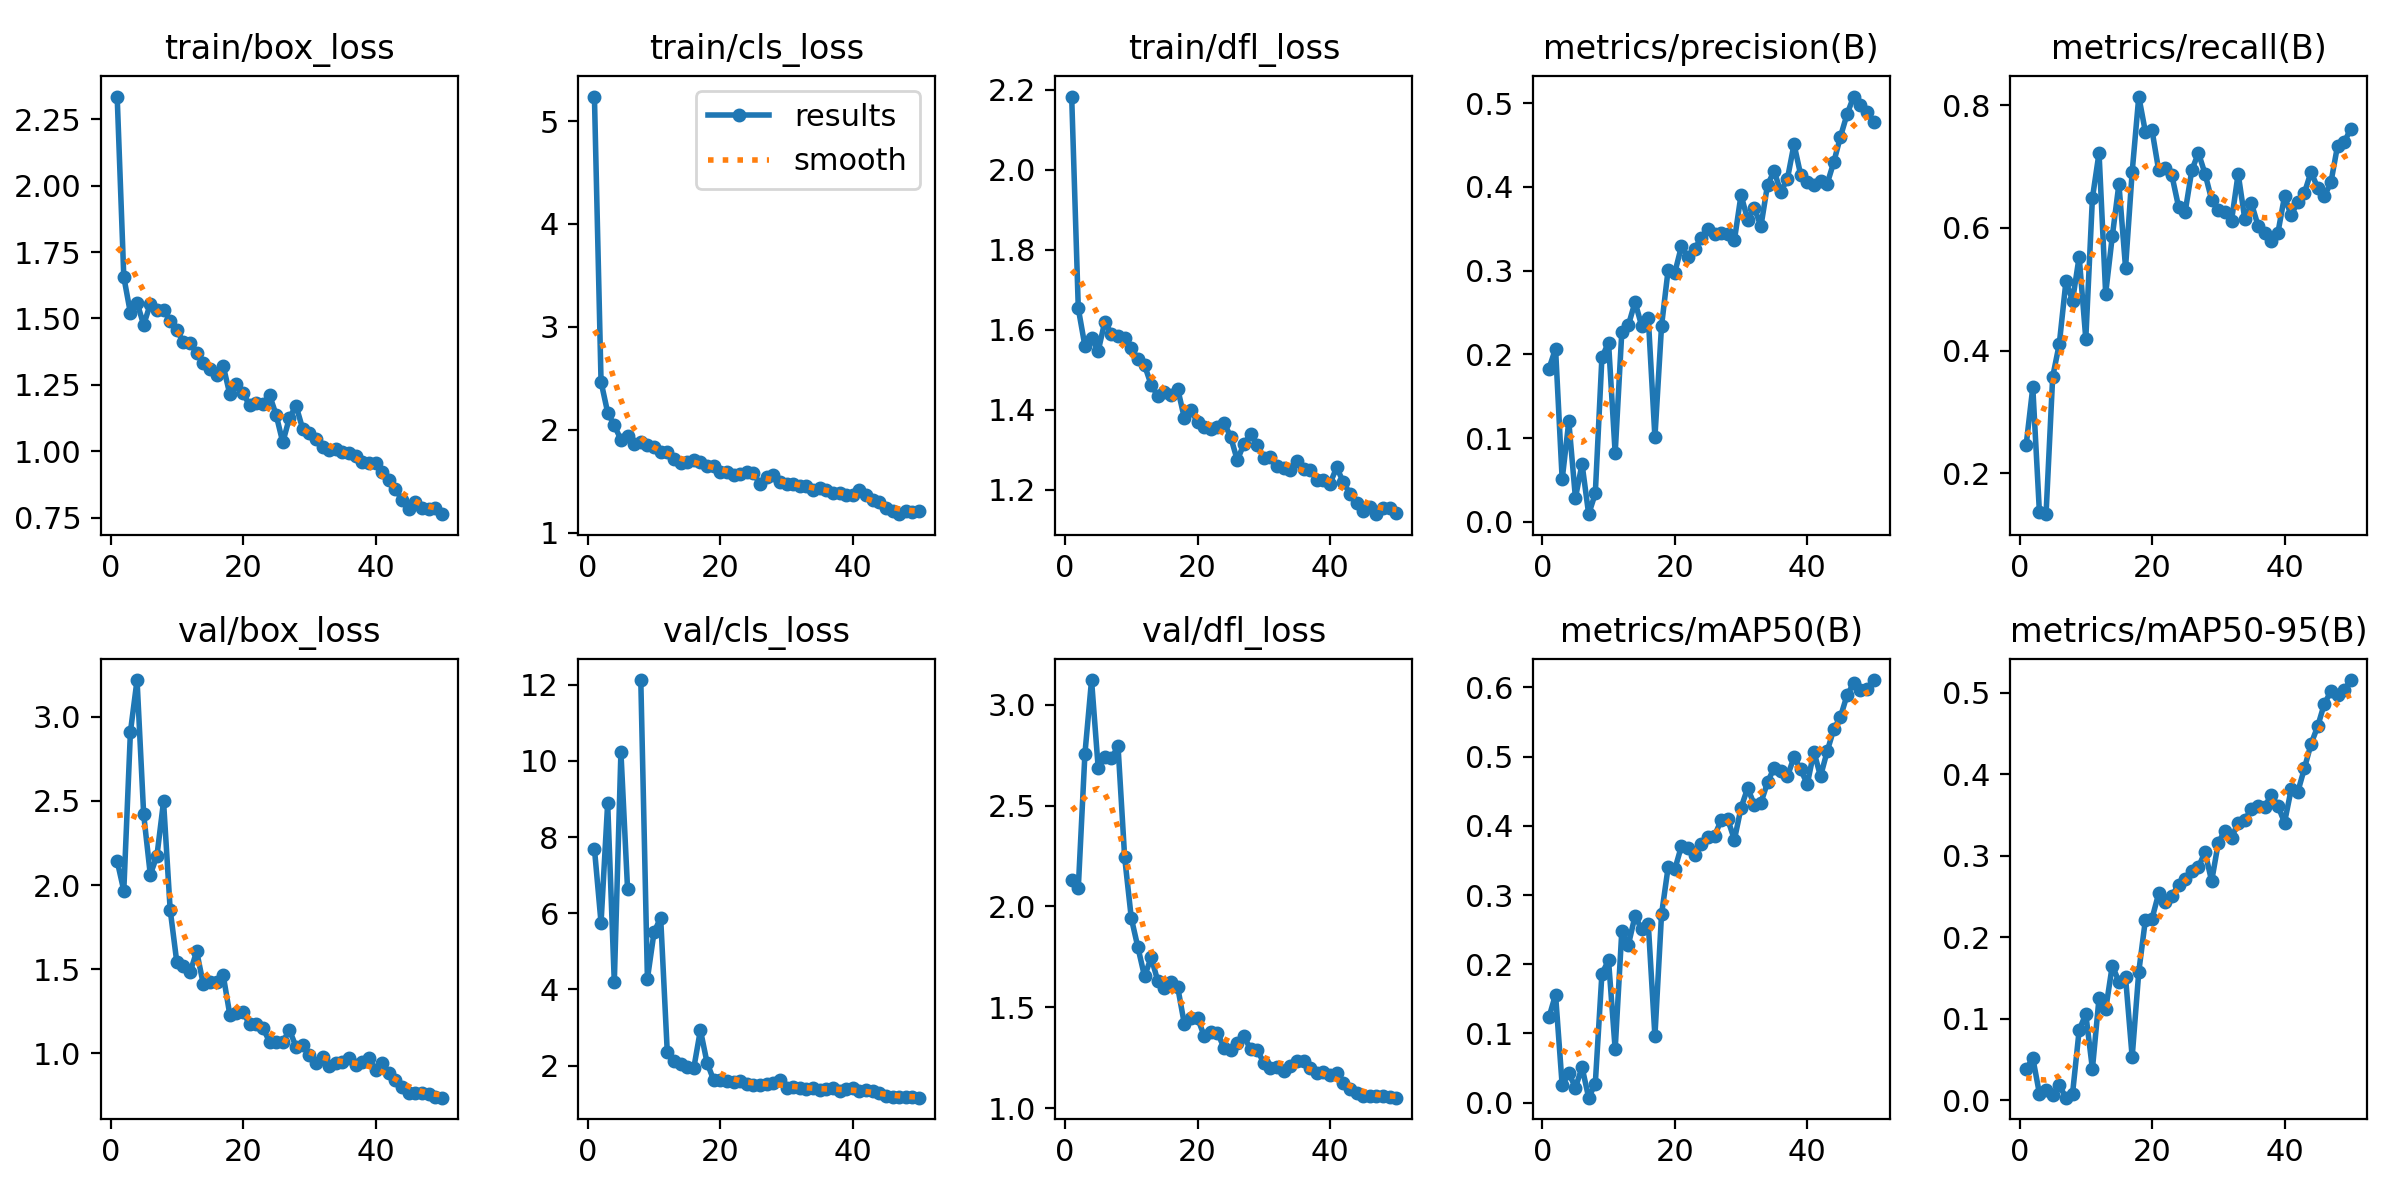 train/box_loss
2.25
2.00
1.75
1.50
1.25
1.00
0.75
0 20 40
train/cls_loss
results
smooth
5
4
3
2
1
0 20 40
train/dfl_loss
2.2
2.0
1.8
1.6
1.4
1.2
0 20 40
metrics/precision(B)
0.5
0.4
0.3
0.2
0.1
0.0
0 20 40
metrics/recall(B)
0.8
0.6
0.4
0.2
0 20 40
val/box_loss
3.0
2.5
2.0
1.5
1.0
0 20 40
val/cls_loss
12
10
8
6
4
2
0 20 40
val/dfl_loss
3.0
2.5
2.0
1.5
1.0
0 20 40
metrics/mAP50(B)
0.6
0.5
0.4
0.3
0.2
0.1
0.0
0 20 40
metrics/mAP50-95(B)
0.5
0.4
0.3
0.2
0.1
0.0
0 20 40